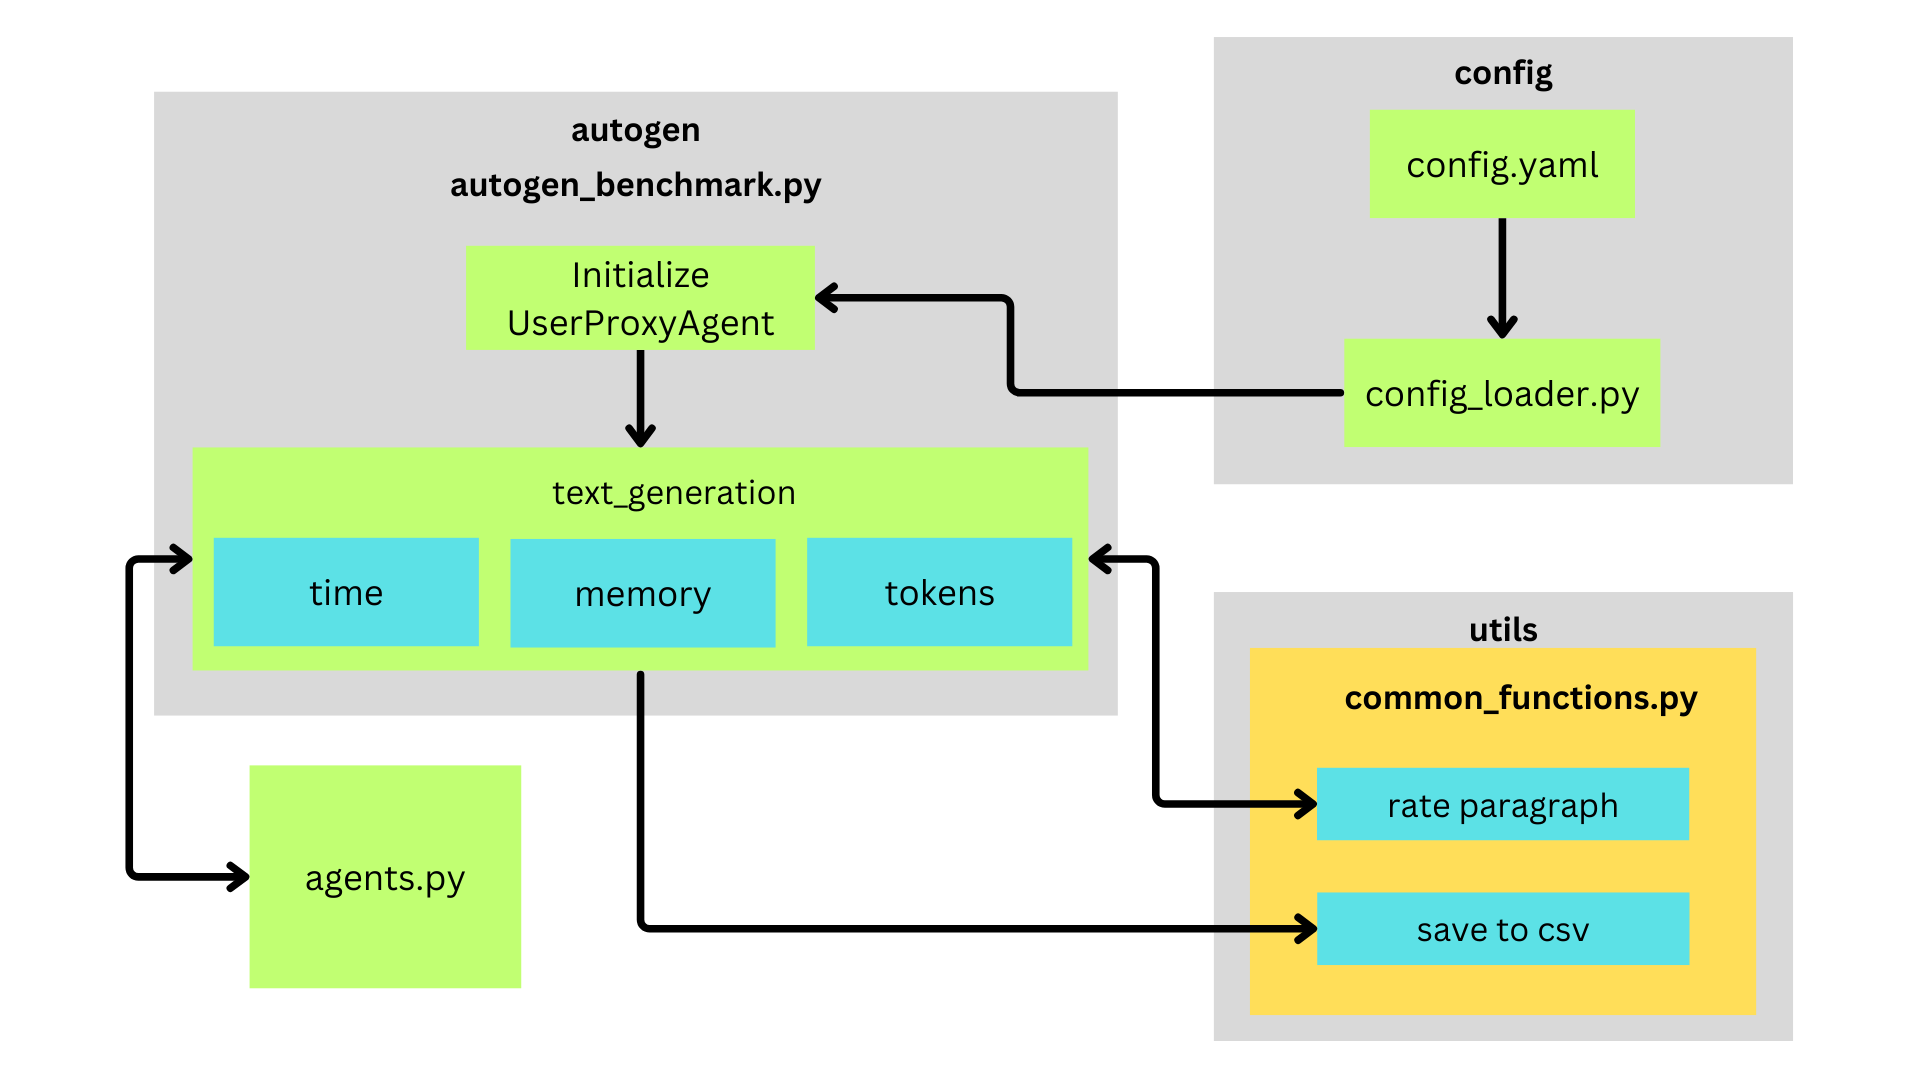 autogen
autogen_benchmark.py
Initialize
UserProxyAgent
text_generation
time
memory
tokens
agents.py
config
config.yaml
config_loader.py
utils
common_functions.py
rate paragraph
save to csv